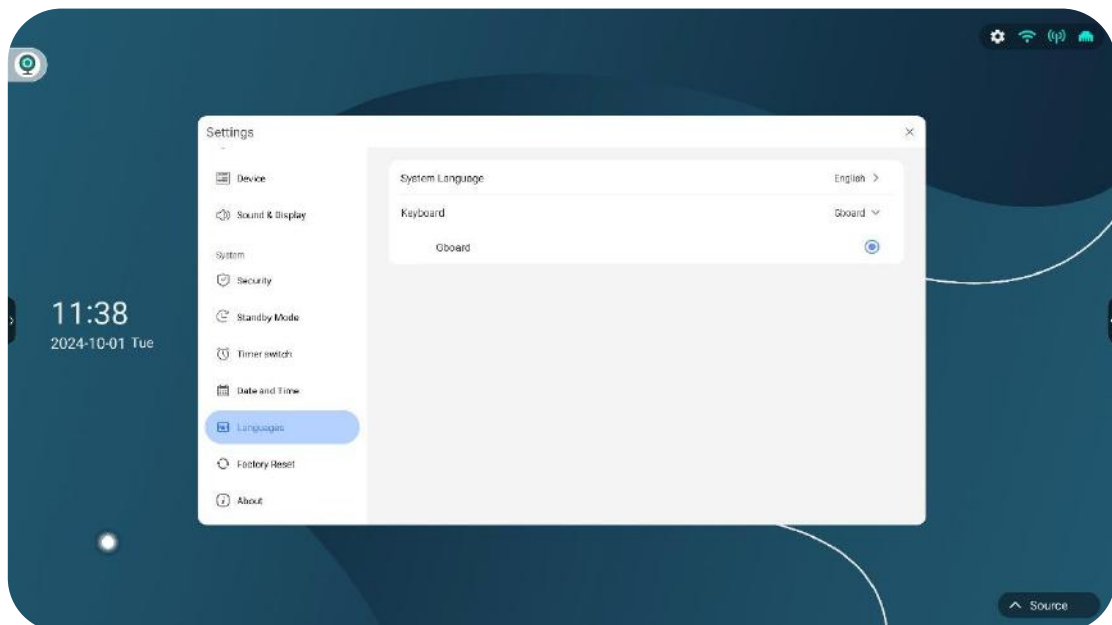 Settings
Device
Sound & Display
System
Security
Standby Mode
Timer switch
Date and Time
Languages
Factory Reset
About
System Language
English
Keyboard
Gboard
Gboard
11:38
2024-10-01 Tue
Source